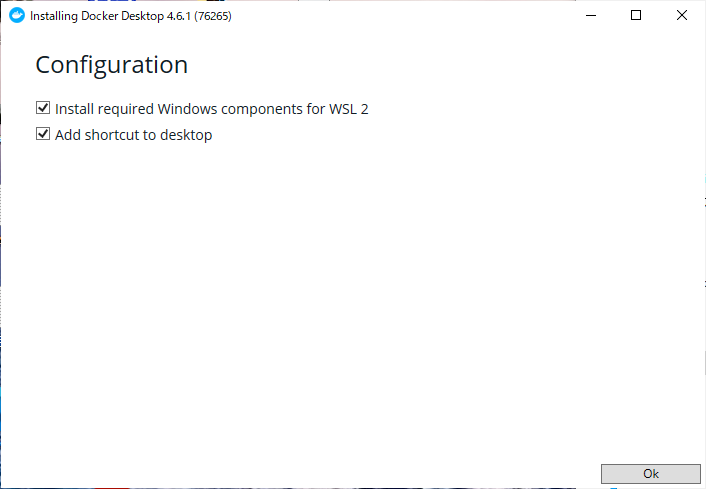 Installing Docker Desktop 4.6.1 (76265)
Configuration
Install required Windows components for WSL 2
Add shortcut to desktop
Ok